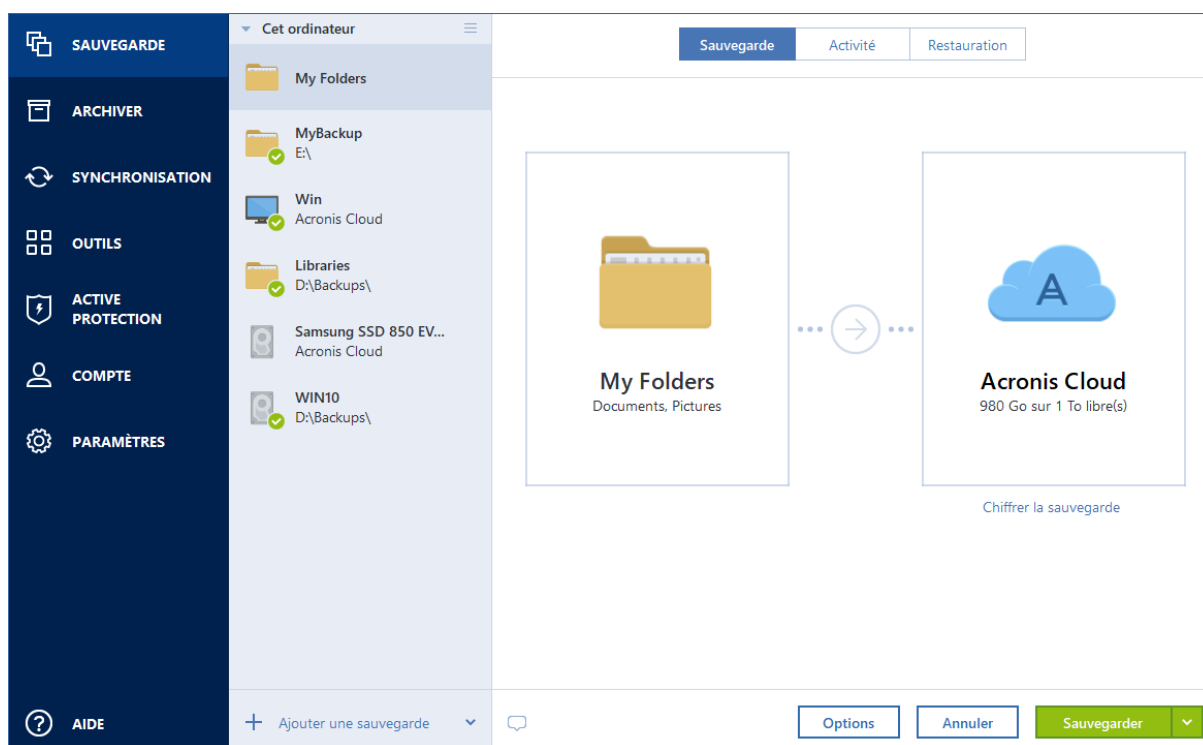 SAUVEGARDE
ARCHIVER
SYNCHRONISATION
OUTILS
ACTIVE
PROTECTION
COMPTE
PARAMÈTRES
AIDE
Cet ordinateur
My Folders
MyBackup
E:\
Win
Acronis Cloud
Libraries
D:\Backups\
Samsung SSD 850 EV...
Acronis Cloud
WIN10
D:\Backups\
Ajouter une sauvegarde
Sauvegarde
Activité
Restauration
My Folders
Documents, Pictures
Acronis Cloud
980 Go sur 1 To libre(s)
Chiffrer la sauvegarde
Options
Annuler
Sauvegarder